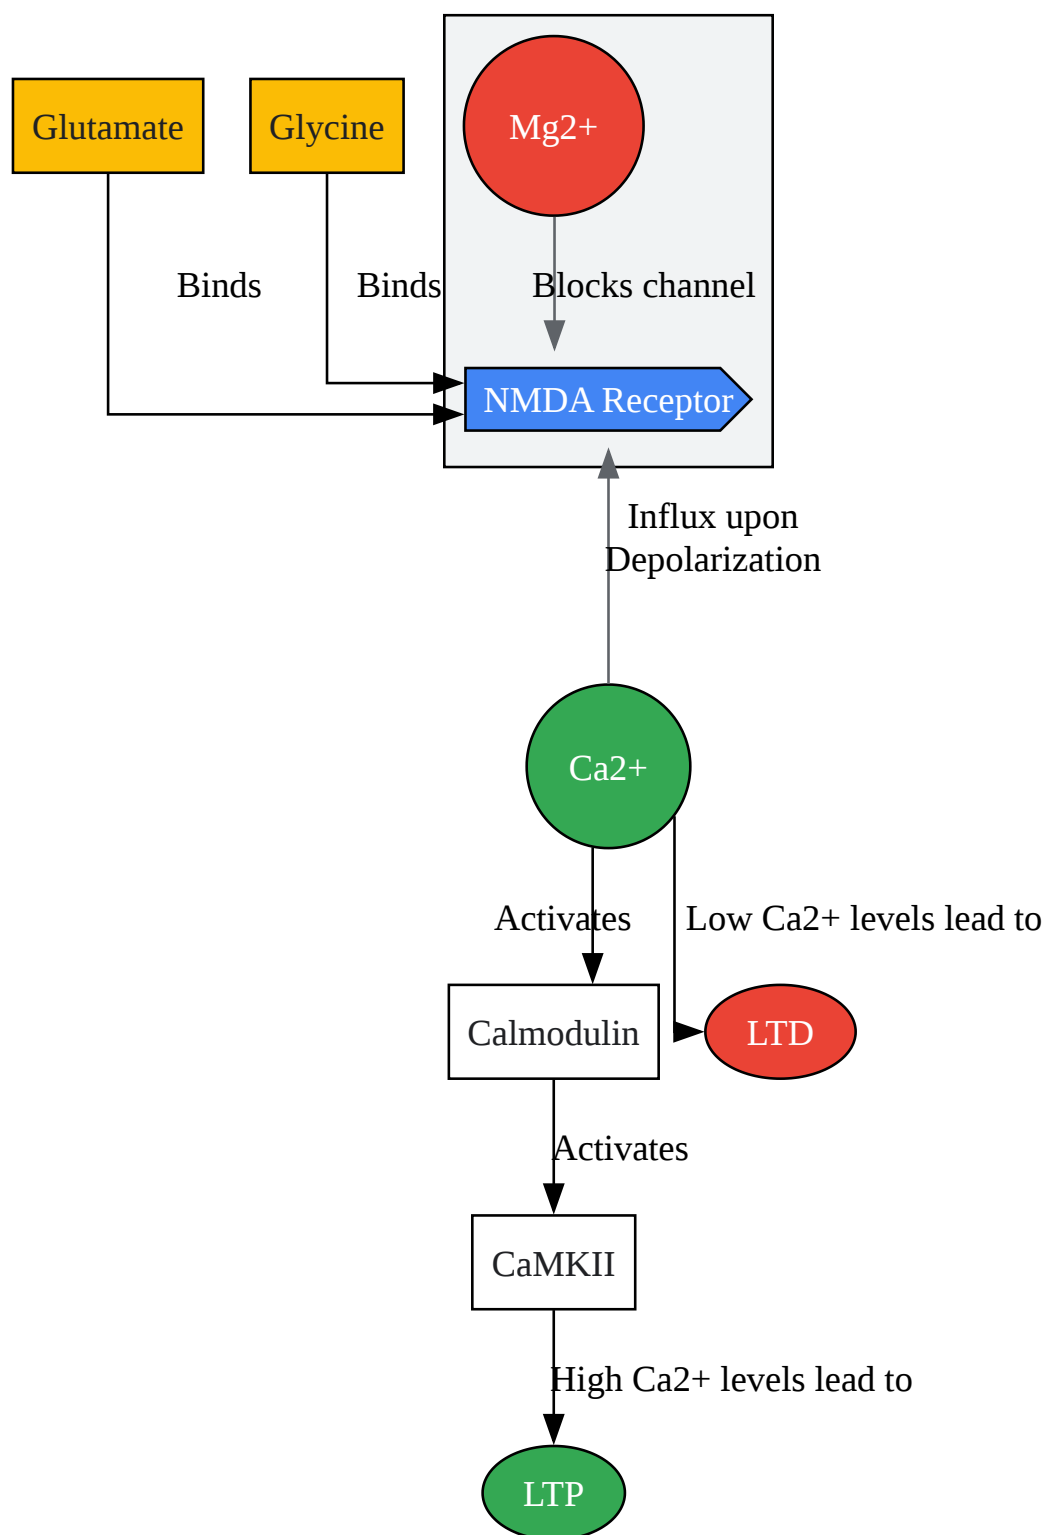 Mg2+
Glutamate
Glycine
Binds
Binds
Blocks channel
NMDA Receptor
Influx upon
Depolarization
Ca2+
Activates
Low Ca2+ levels lead to
Calmodulin
LTD
Activates
CaMKII
High Ca2+ levels lead to
LTP